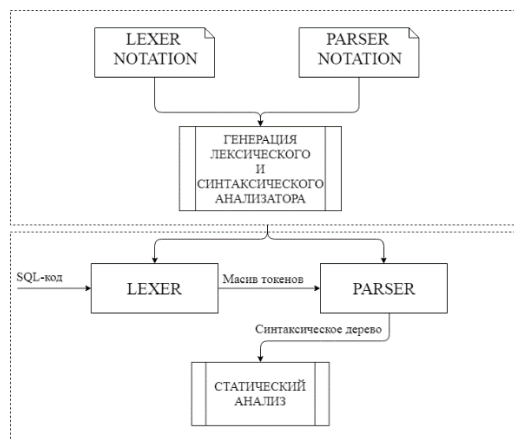 LEXER
NOTATION
PARSER
NOTATION
ГЕНЕРАЦИЯ
ЛЕКСИЧЕСКОГО
И
СИНТАКСИЧЕСКОГО
АНАЛИЗАТОРА
SQL-код
LEXER
Масив токенов
PARSER
Синтаксическое дерево
СТАТИЧЕСКИЙ
АНАЛИЗ